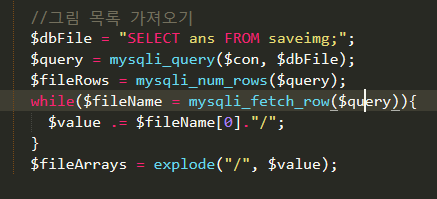 //그림 목록 가져오기
$dbFile = "SELECT ans FROM saveimg;";
$query = mysqli_query($con, $dbFile);
$fileRows = mysqli_num_rows($query);
while($fileName = mysqli_fetch_row($query)){
$value .= $fileName[0]."/";
}
$fileArrays = explode("/", $value);